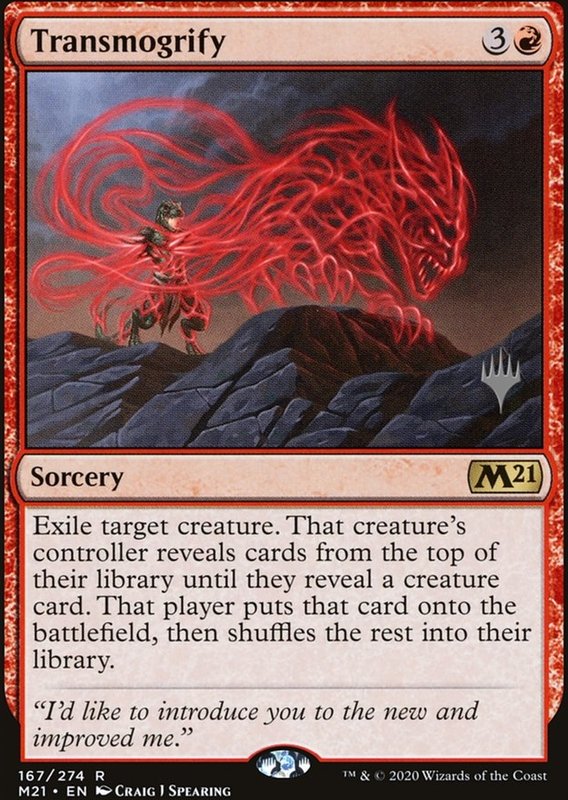 Transmogrify 3
Sorcery M21
Exile target creature. That creature's
controller reveals cards from the top of
their library until they reveal a creature
card. That player puts that card onto the
battlefield, then shuffles the rest into their
library.
“I'd like to introduce you to the new and
improved me.”
167/274 R
M21 • EN Craig J Spearing
™ & © 2020 Wizards of the Coast